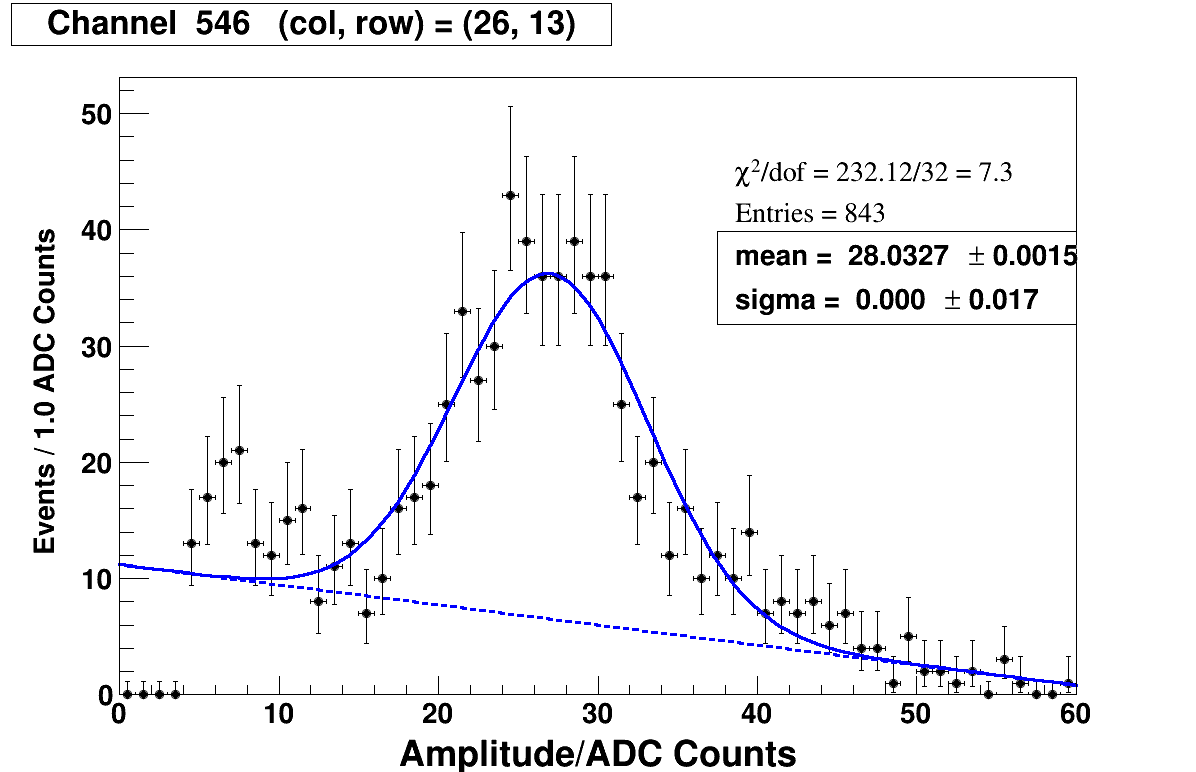 Channel 546 (col, row) = (26, 13)
50
40
30
20
10
0
Events / 1.0 ADC Counts
χ²/dof = 232.12/32 = 7.3
Entries = 843
mean = 28.0327 ± 0.0015
sigma = 0.000 ± 0.017
0 10 20 30 40 50 60
Amplitude/ADC Counts